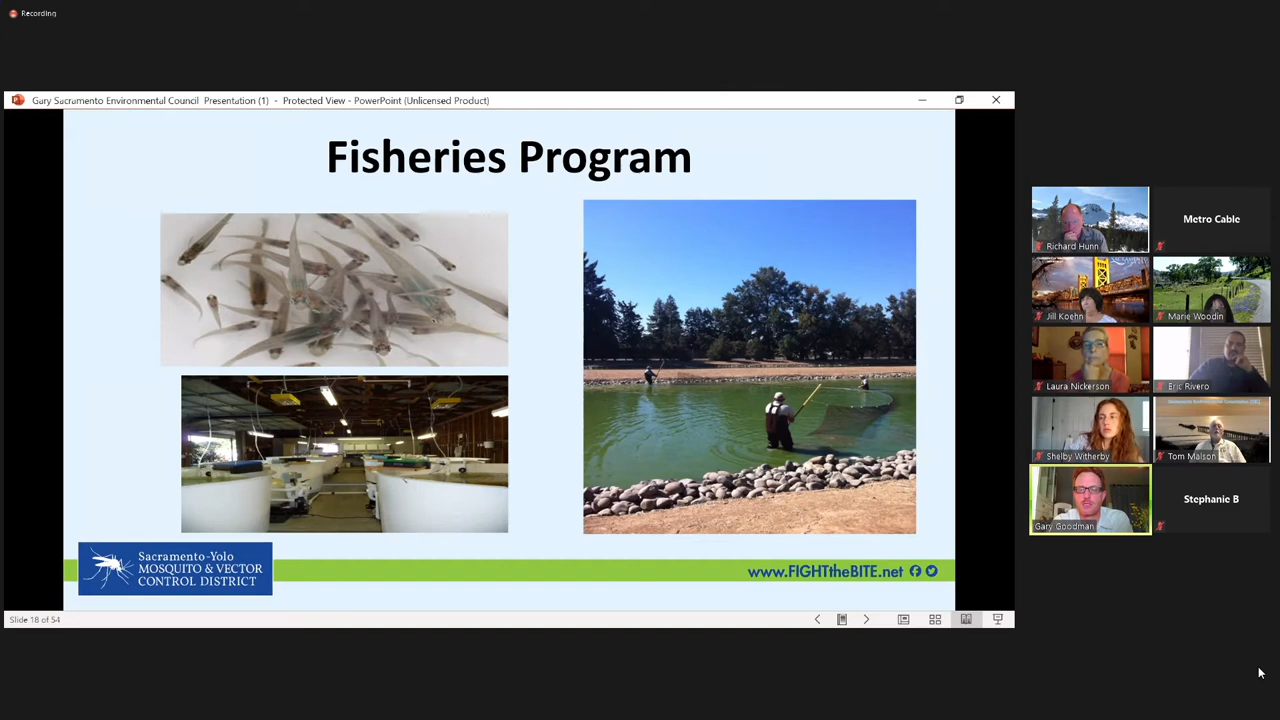 Recording
Gary Sacramento Environmental Council Presentation (1) - Protected View - PowerPoint (Unlicensed Product)
Fisheries Program
Sacramento-Yolo
MOSQUITO & VECTOR
CONTROL DISTRICT
www.FIGHTtheBITE.net
Slide 18 of 54
Richard Hunn
Metro Cable
Jill Koehn
Marie Woodin
Laura Nickerson
Eric Rivero
Shelby Witherby
Tom Malson
Gary Goodman
Stephanie B